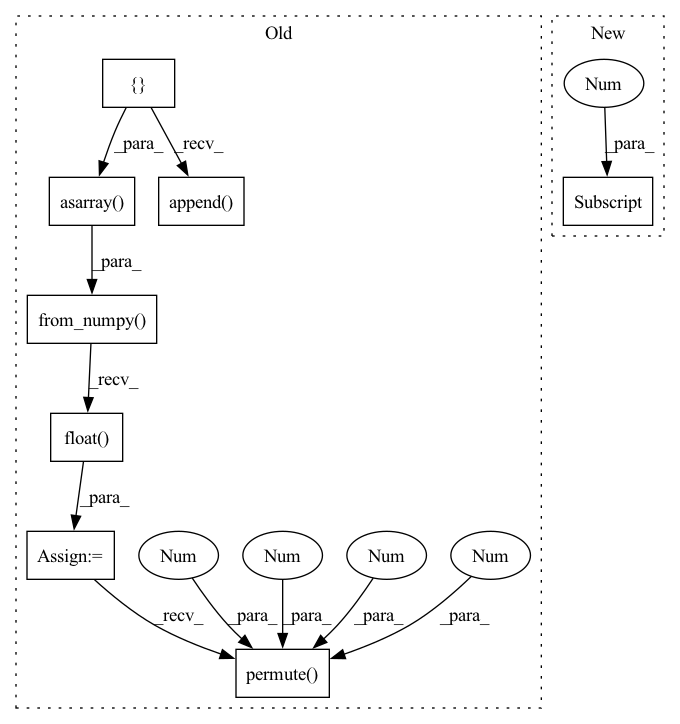 Old
New
{}
Num
_para_
_recv_
_para_
asarray()
append()
Subscript
_para_
from_numpy()
_recv_
float()
_para_
Assign:=
Num
Num
Num
Num
_recv_
_para_
_para_
_para_
_para_
permute()